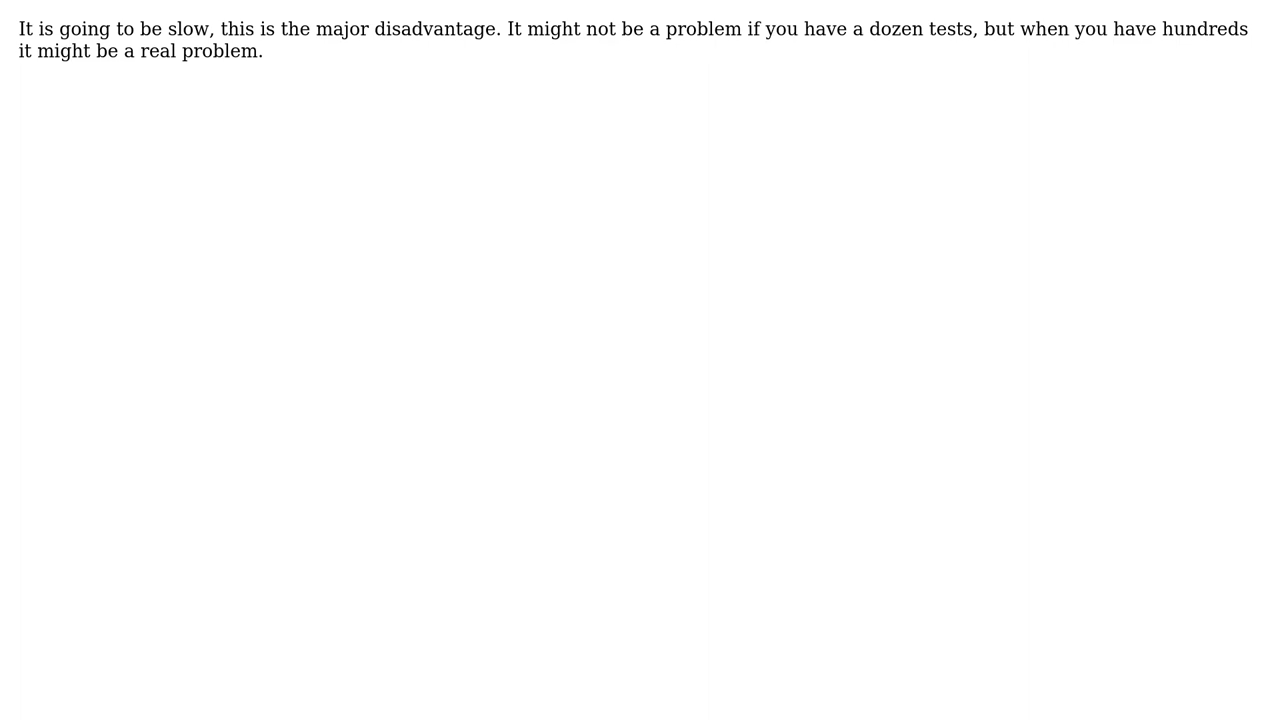 It is going to be slow, this is the major disadvantage. It might not be a problem if you have a dozen tests, but when you have hundreds
it might be a real problem.